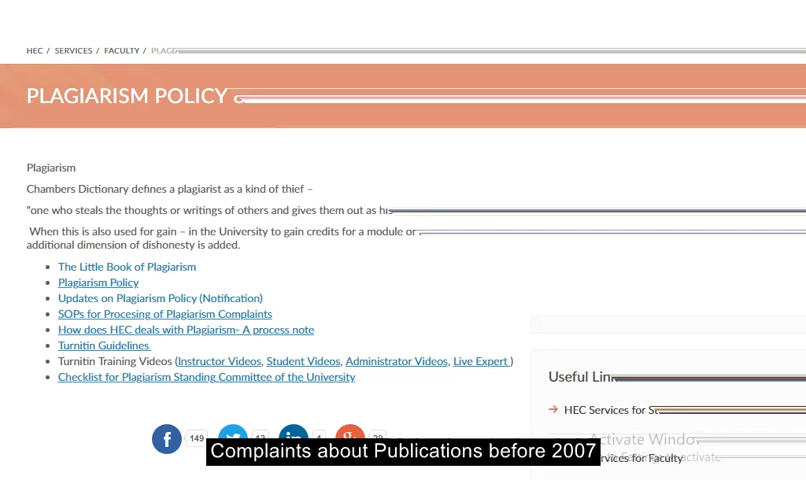 HEC / SERVICES / FACULTY /
PLAGIARISM POLICY
Plagiarism
Chambers Dictionary defines a plagiarist as a kind of thief –
"one who steals the thoughts or writings of others and gives them out as his
When this is also used for gain – in the University to gain credits for a module or
additional dimension of dishonesty is added.
• The Little Book of Plagiarism
• Plagiarism Policy
• Updates on Plagiarism Policy (Notification)
• SOPs for Procesing of Plagiarism Complaints
• How does HEC deals with Plagiarism- A process note
• Turnitin Guidelines
• Turnitin Training Videos (Instructor Videos, Student Videos, Administrator Videos, Live Expert )
• Checklist for Plagiarism Standing Committee of the University
Useful
HEC Services for
Services for Faculty
149
Complaints about Publications before 2007